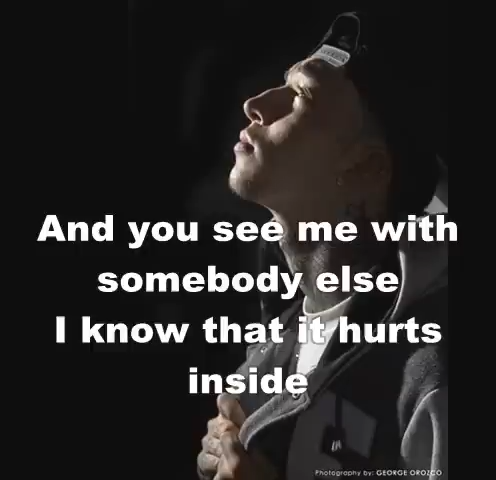 And you see me with
somebody else
I know that it hurts
inside
Photography by: GEORGE OROZCO